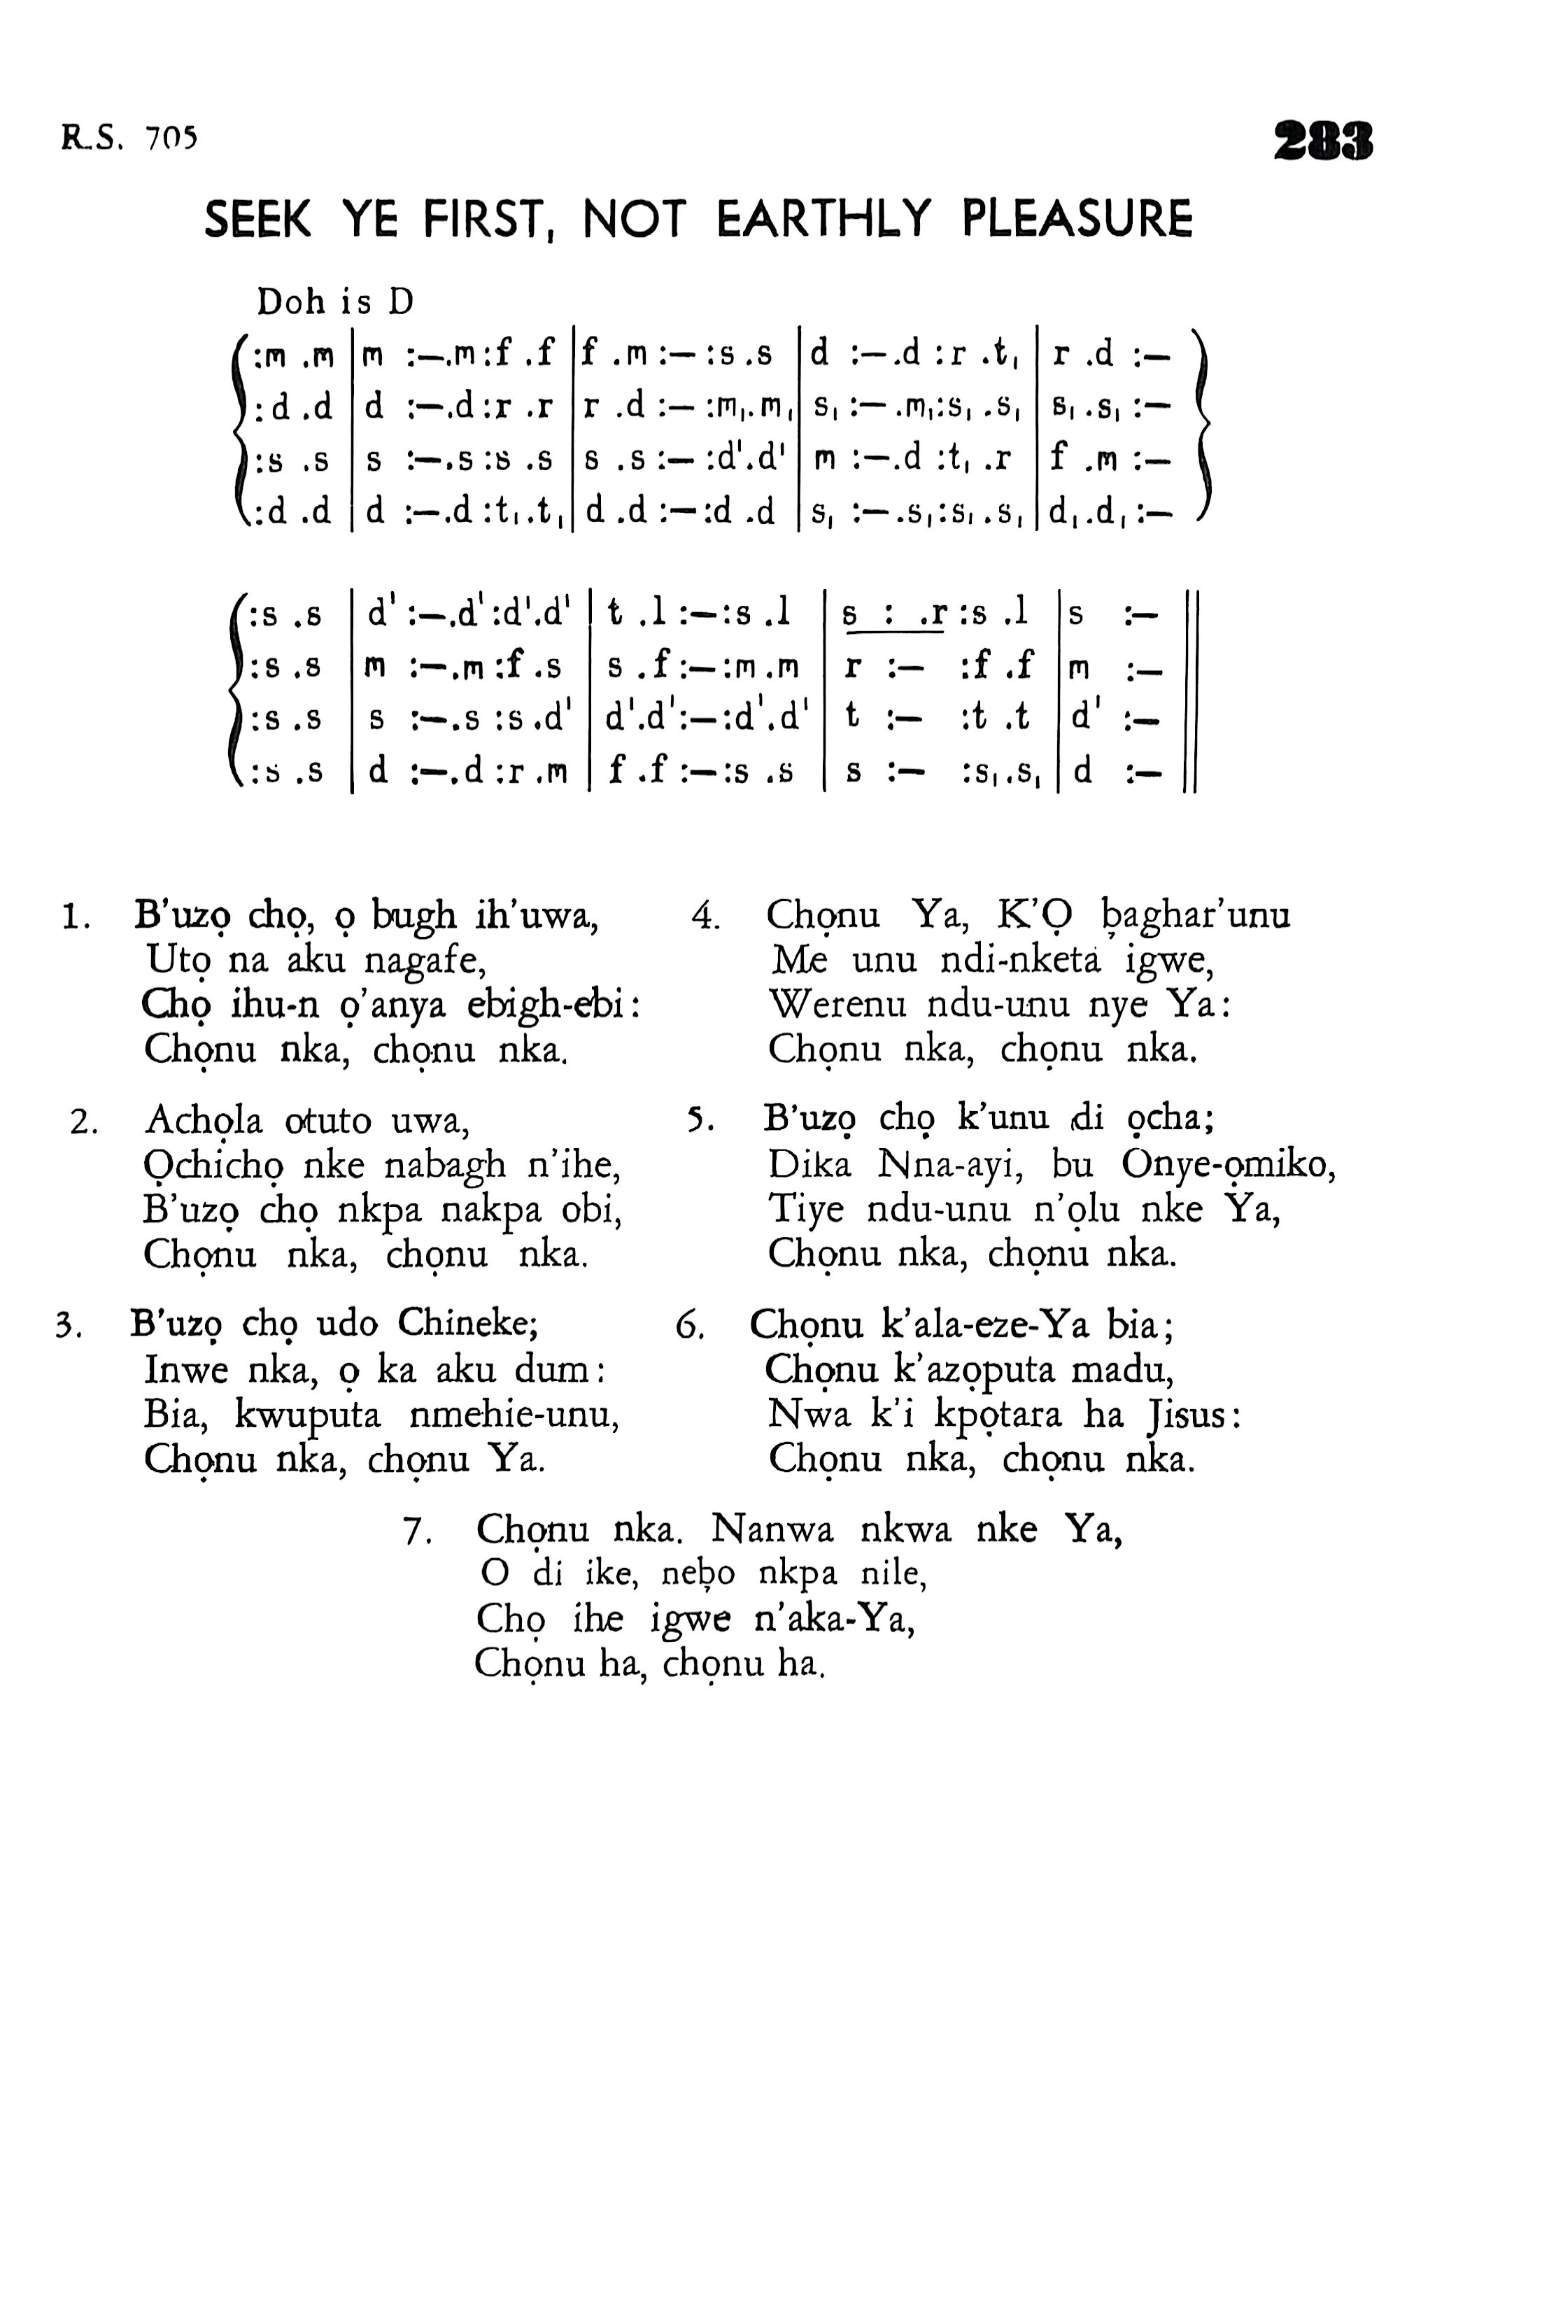 R.S. 705
283
SEEK YE FIRST, NOT EARTHLY PLEASURE
Doh is D
:m .m | m :—.m:f .f | f .m:— :s .s | d :—.d :r .t, | r .d :—
:d .d | d :—.d:r .r | r .d :— :m,.m, | s, :— .m,:s, .s, | s, .s, :—
:s .s | s :—.s:s .s | s .s:— :d'.d' | m :—.d :t, .r | f .m :—
:d .d | d :—.d:t,.t, | d .d :—:d .d | s, :—.s,:s, .s, | d, .d, :—
:s .s | d' :—.d':d'.d' | t .l :—:s .l | s : .r :s .l | s :—
:s .s | m :—.m:f .s | s .f :—:m .m | r :— :f .f | m :—
:s .s | s :—.s :s .d' | d'.d':—:d'.d' | t :— :t .t | d' :—
:s .s | d :—.d :r .m | f .f :—:s .s | s :— :s,.s, | d :—
1. B'uzọ chọ, ọ bugh ih'uwa,
Utọ na aku nagafe,
Chọ ihu-n ọ'anya ebigh-ebi:
Chọnu nka, chọnu nka.
2. Achọla otuto uwa,
Ọchichọ nke nabagh n'ihe,
B'uzọ chọ nkpa nakpa obi,
Chọnu nka, chọnu nka.
3. B'uzọ chọ udo Chineke;
Inwe nka, ọ ka aku dum:
Bia, kwuputa nmehie-unu,
Chọnu nka, chọnu Ya.
4. Chọnu Ya, K'Ọ b̩aghar'unu
Me unu ndi-nketa igwe,
Werenu ndu-unu nye Ya:
Chọnu nka, chọnu nka.
5. B'uzọ chọ k'unu di ọcha;
Dika Nna-ayi, bu Onye-ọmiko,
Tiye ndu-unu n'ọlu nke Ya,
Chọnu nka, chọnu nka.
6. Chọnu k'ala-eze-Ya bia;
Chọnu k'azọputa madu,
Nwa k'i kpọtara ha Jisus:
Chọnu nka, chọnu nka.
7. Chọnu nka. Nanwa nkwa nke Ya,
O di ike, neb̩o nkpa nile,
Chọ ihe igwe n'aka-Ya,
Chọnu ha, chọnu ha.